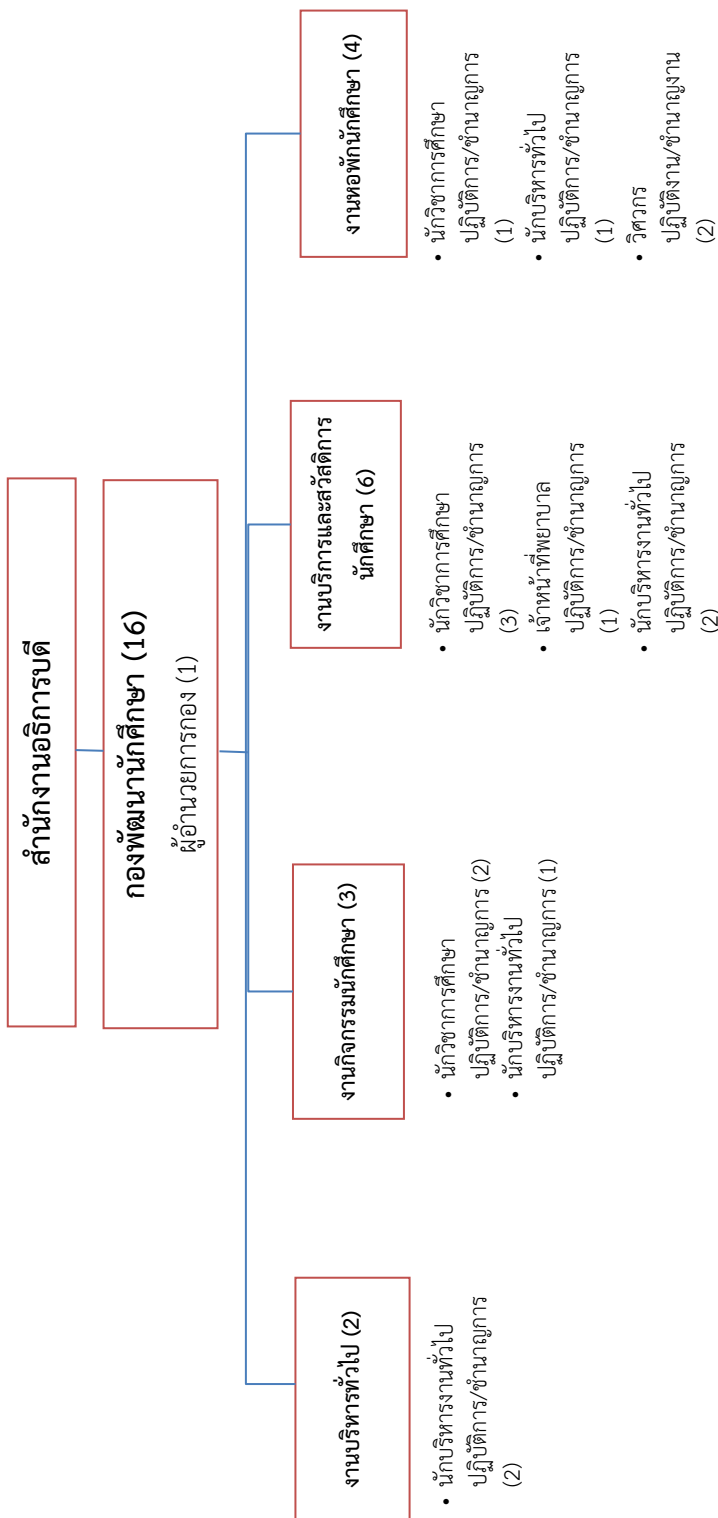 สำนักงานอธิการบดี
กองพัฒนานักศึกษา (16)
ผู้อำนวยการกอง (1)
งานบริหารทั่วไป (2)
• นักบริหารงานทั่วไป
ปฏิบัติการ/ชำนาญการ
(2)
งานกิจกรรมนักศึกษา (3)
• นักวิชาการศึกษา
ปฏิบัติการ/ชำนาญการ (2)
• นักบริหารงานทั่วไป
ปฏิบัติการ/ชำนาญการ (1)
งานบริการและสวัสดิการ
นักศึกษา (6)
• นักวิชาการศึกษา
ปฏิบัติการ/ชำนาญการ
(3)
• เจ้าหน้าที่พยาบาล
ปฏิบัติการ/ชำนาญการ
(1)
• นักบริหารงานทั่วไป
ปฏิบัติการ/ชำนาญการ
(2)
งานหอพักนักศึกษา (4)
• นักวิชาการศึกษา
ปฏิบัติการ/ชำนาญการ
(1)
• นักบริหารทั่วไป
ปฏิบัติการ/ชำนาญการ
(1)
• วิศวกร
ปฏิบัติงาน/ชำนาญงาน
(2)